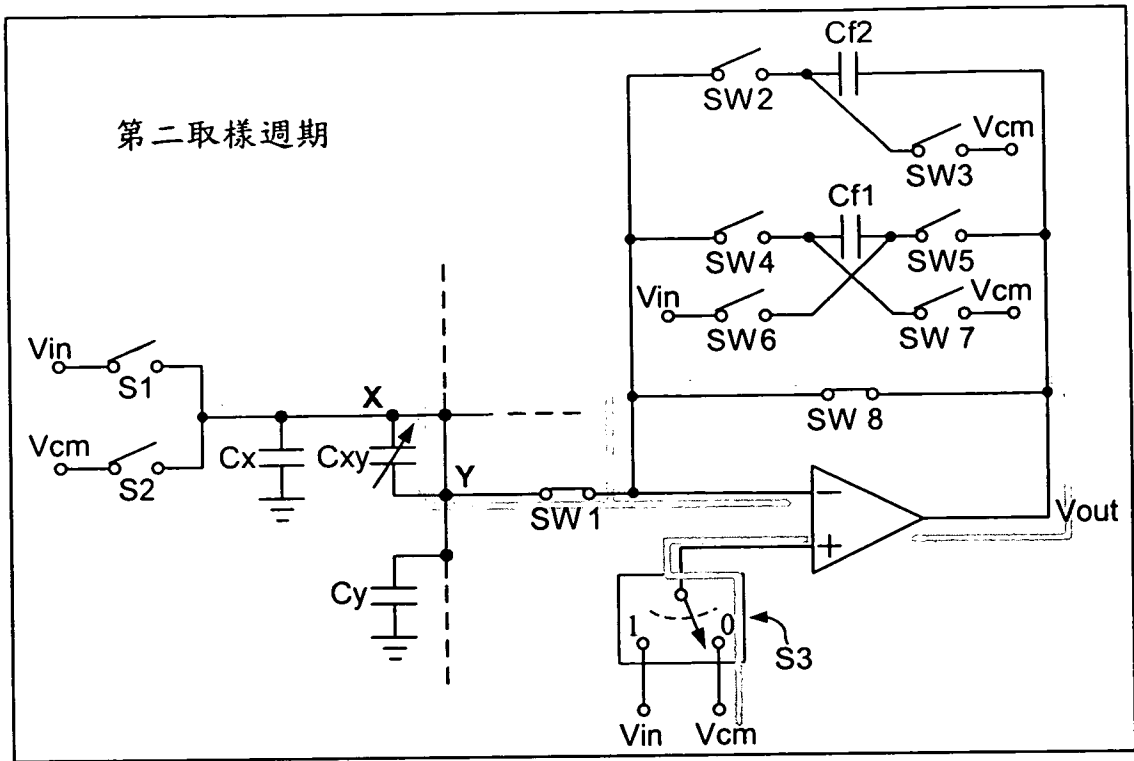 Cf2
SW2
第二取樣週期
Vcm
SW3
Cf1
SW4
SW5
Vin
SW6
Vcm
SW 7
Vin
S1
X
SW 8
Vcm
S2
Cx
Cxy
Y
SW 1
−
Vout
+
Cy
1
0
S3
Vin
Vcm